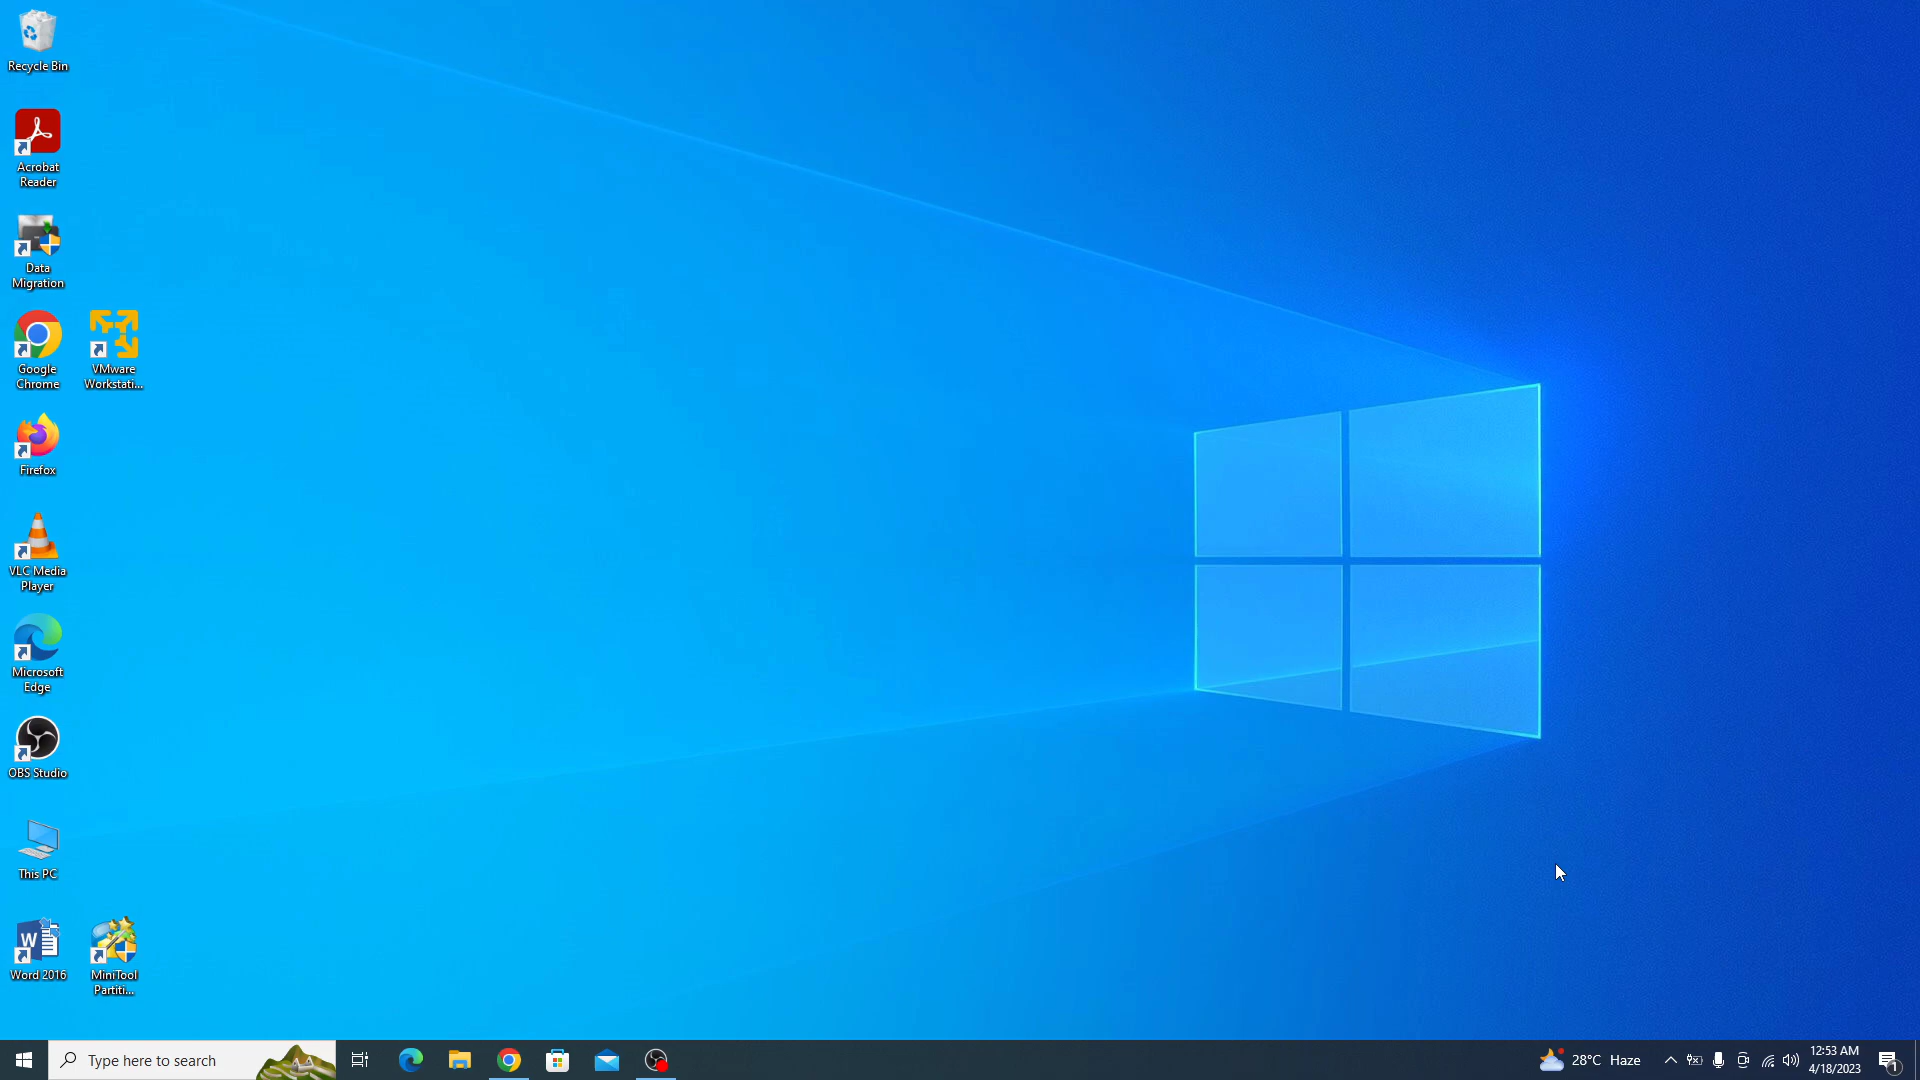 Recycle Bin
Acrobat
Reader
Data
Migration
Google
Chrome
VMware
Workstati...
Firefox
VLC Media
Player
Microsoft
Edge
OBS Studio
This PC
W
Word 2016
MiniTool
Partiti...
Type here to search
28°C Haze
12:53 AM
4/18/2023
1